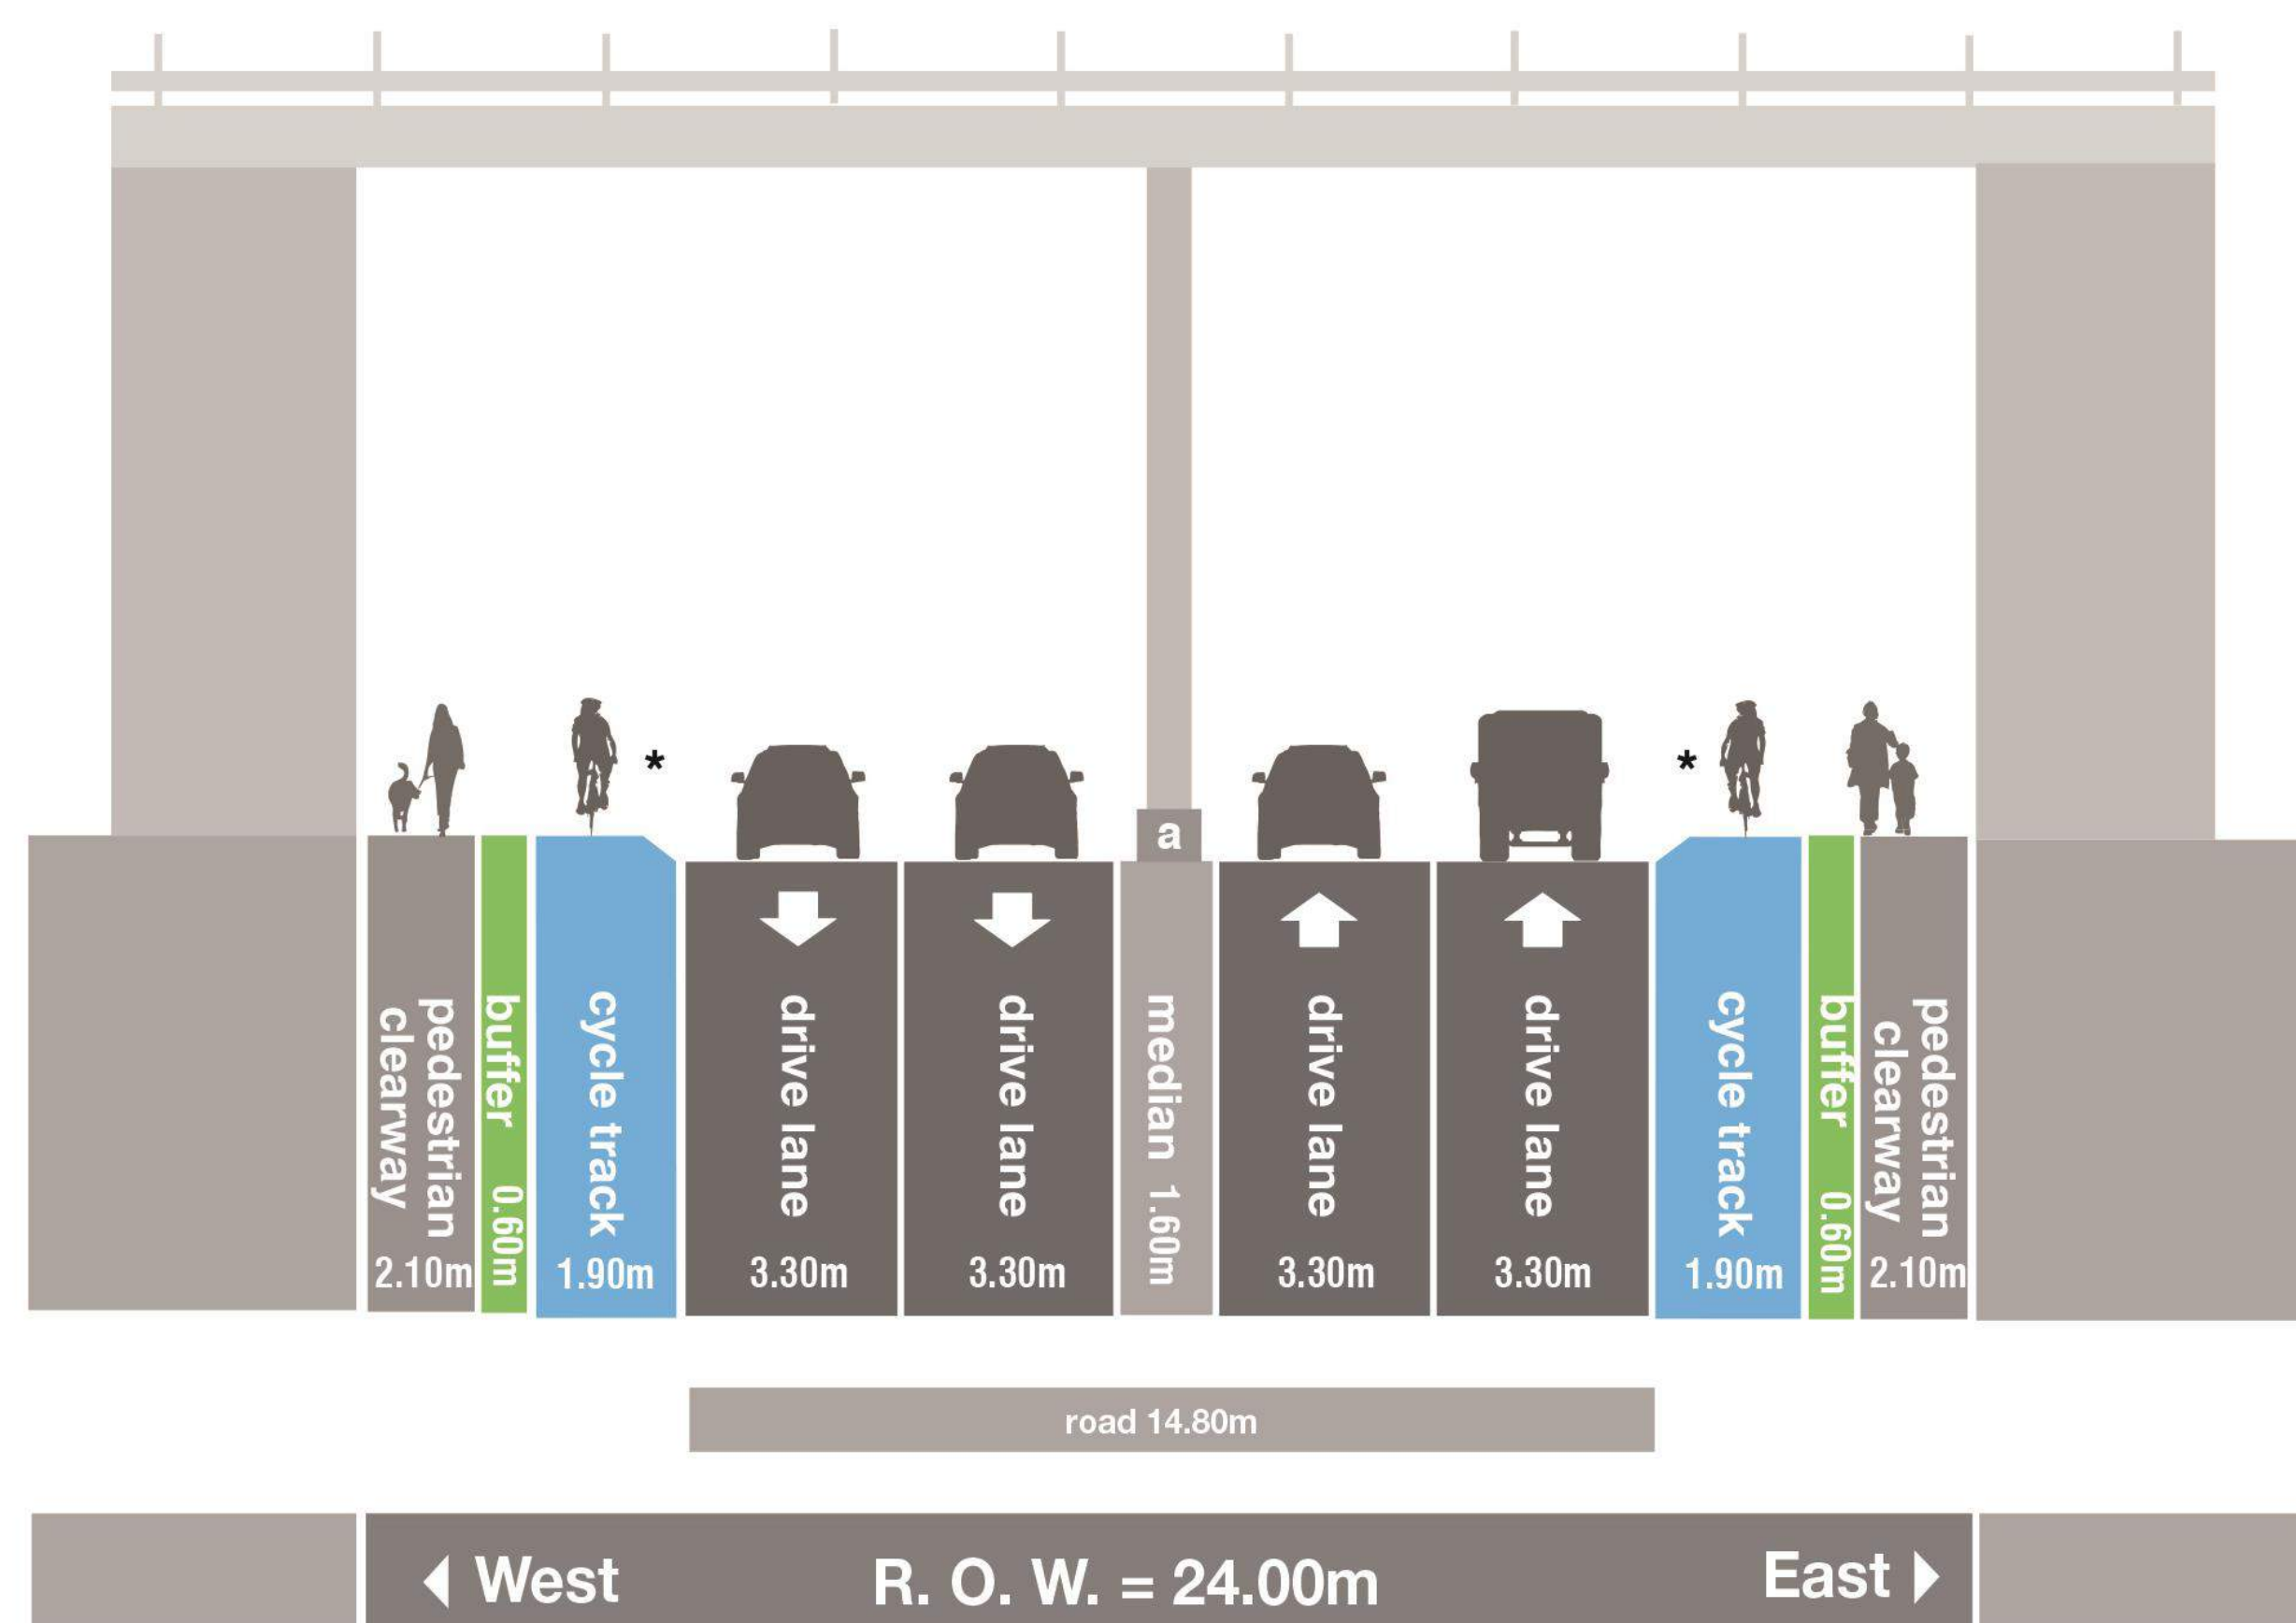 *
*
a
pedestrian
clearway
2.10m
buffer 0.60m
cycle track
1.90m
drive lane
3.30m
drive lane
3.30m
median 1.60m
drive lane
3.30m
drive lane
3.30m
cycle track
1.90m
buffer 0.60m
pedestrian
clearway
2.10m
road 14.80m
West
R. O. W. = 24.00m
East